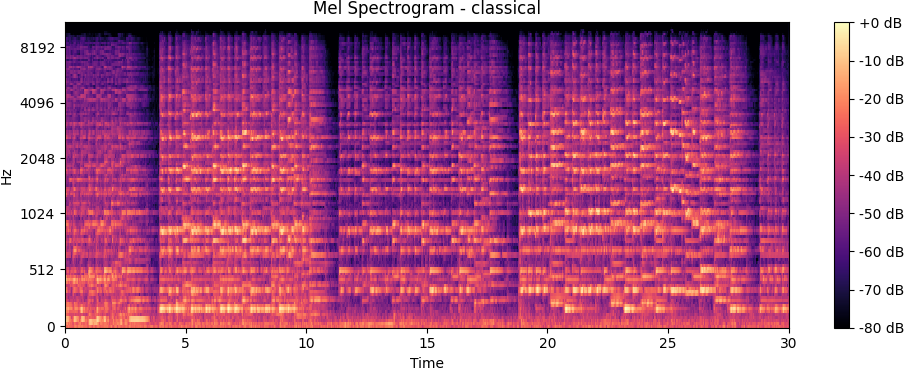 Mel Spectrogram - classical
Hz
8192
4096
2048
1024
512
0
0 5 10 15 20 25 30
Time
+0 dB
-10 dB
-20 dB
-30 dB
-40 dB
-50 dB
-60 dB
-70 dB
-80 dB